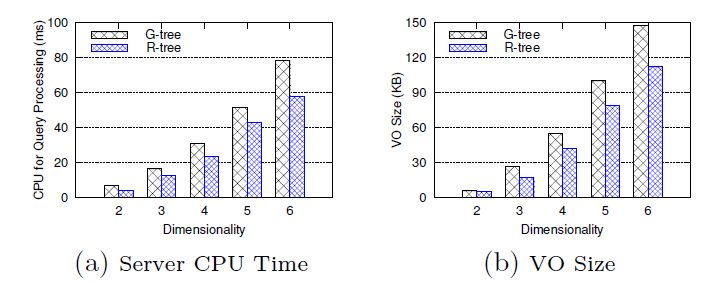 100
80
60
40
20
0
CPU for Query Processing (ms)
G-tree
R-tree
2 3 4 5 6
Dimensionality
(a) Server CPU Time
150
120
90
60
30
0
VO Size (KB)
G-tree
R-tree
2 3 4 5 6
Dimensionality
(b) VO Size